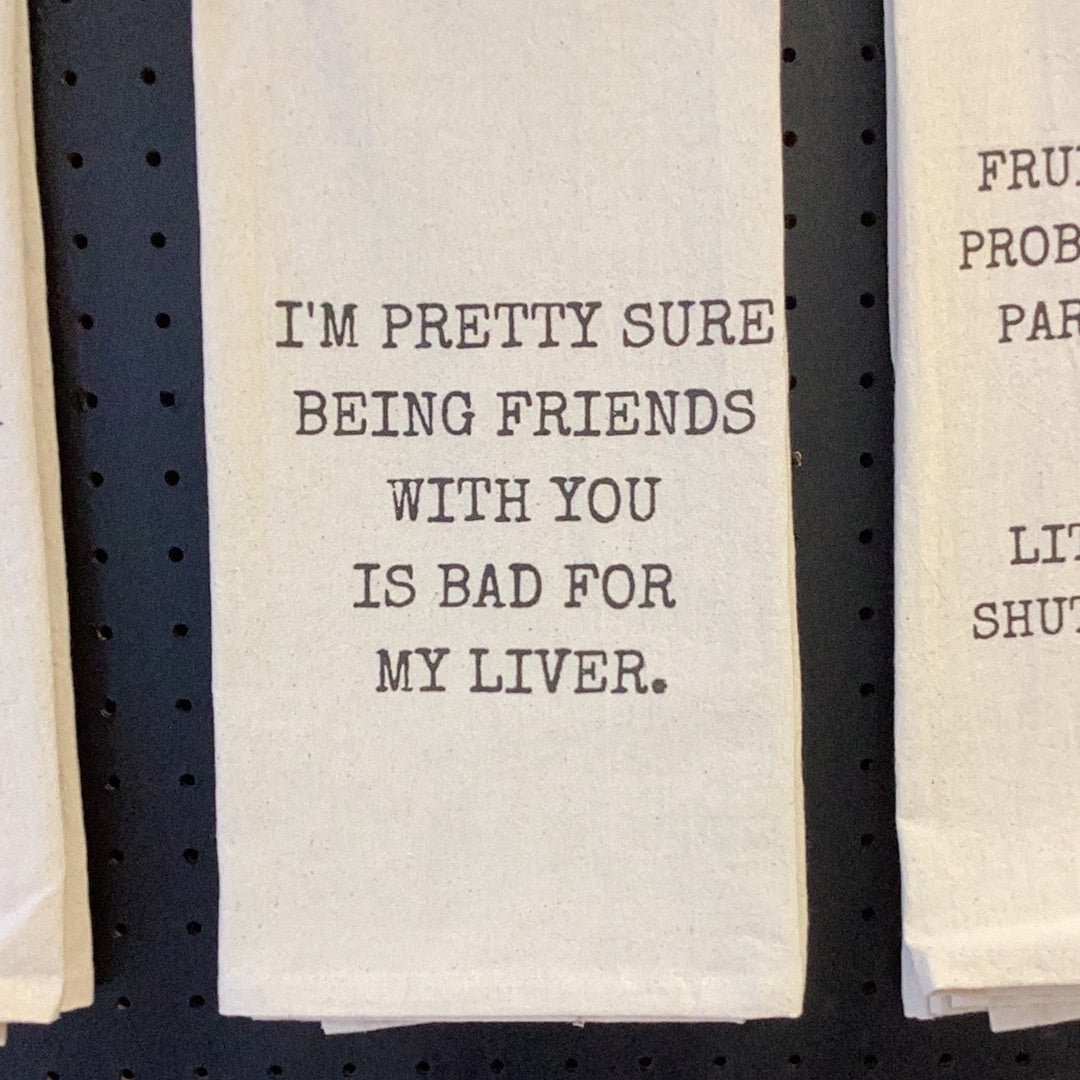 I'M PRETTY SURE
BEING FRIENDS
WITH YOU
IS BAD FOR
MY LIVER.